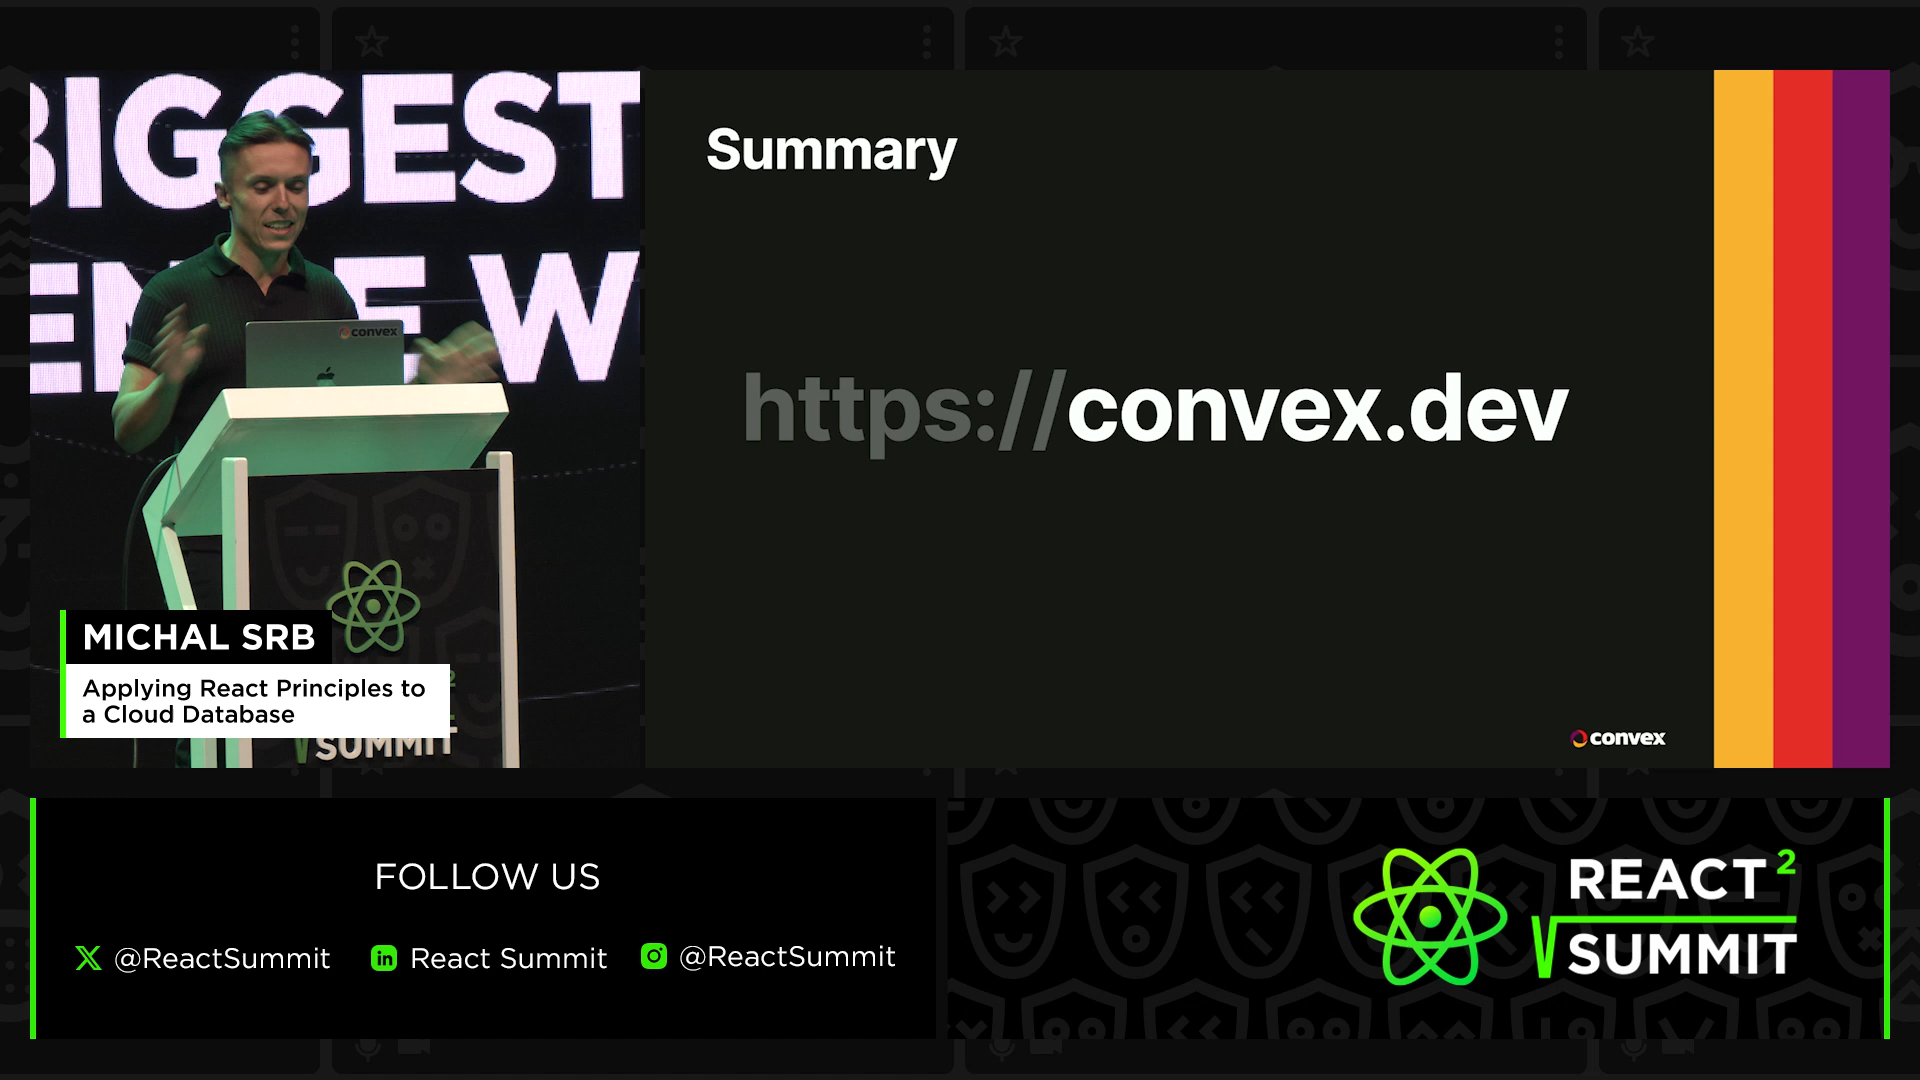 BIGGEST
W
convex
SUMMIT
MICHAL SRB
Applying React Principles to
a Cloud Database
Summary
https://convex.dev
convex
FOLLOW US
@ReactSummit
React Summit
@ReactSummit
REACT 2
√SUMMIT